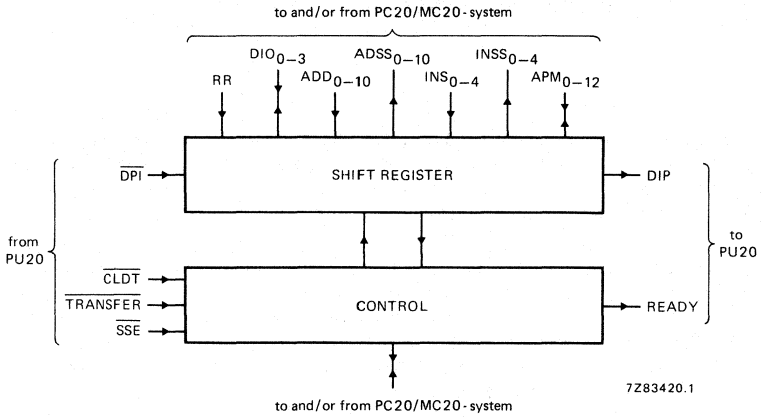 to and/or from PC20/MC20-system
RR DIO0–3 ADD0–10 ADSS0–10 INS0–4 INSS0–4 APM0–12
DPI SHIFT REGISTER DIP
from
PU20
to
PU20
CLDT
TRANSFER CONTROL READY
SSE
to and/or from PC20/MC20-system
7Z83420.1